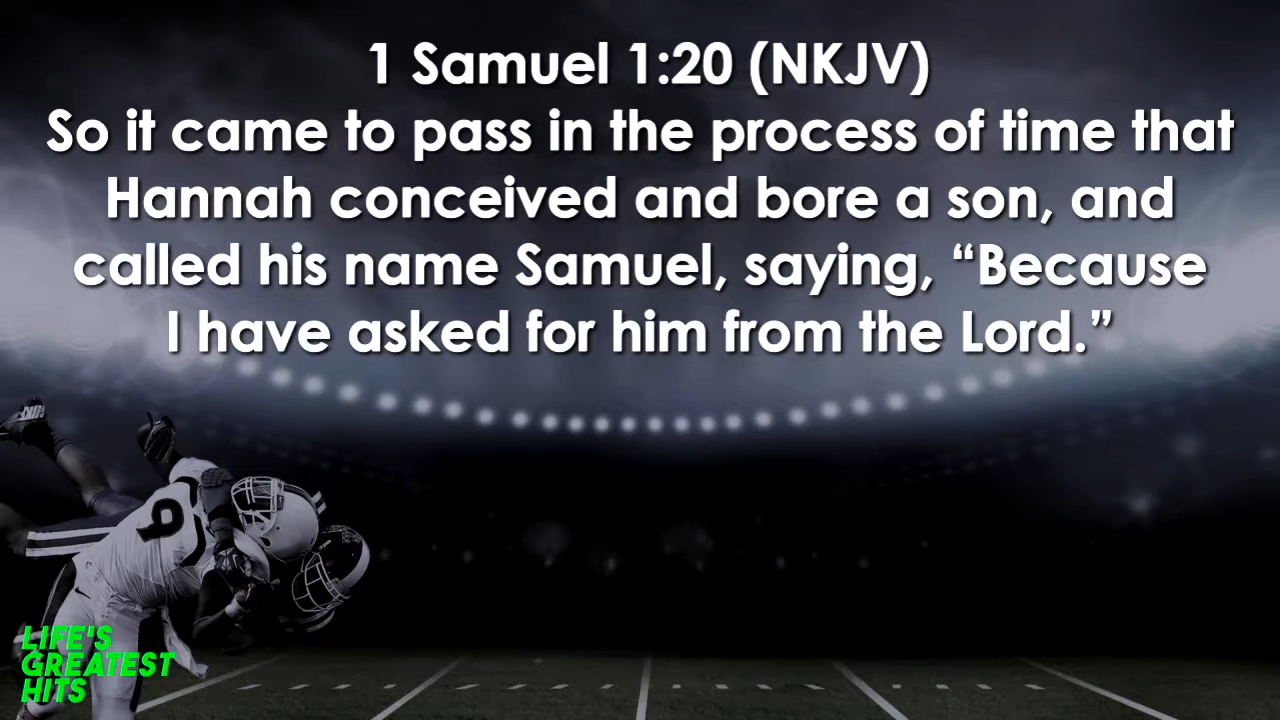 1 Samuel 1:20 (NKJV)
So it came to pass in the process of time that
Hannah conceived and bore a son, and
called his name Samuel, saying, “Because
I have asked for him from the Lord.”
9
LIFE'S
GREATEST
HITS